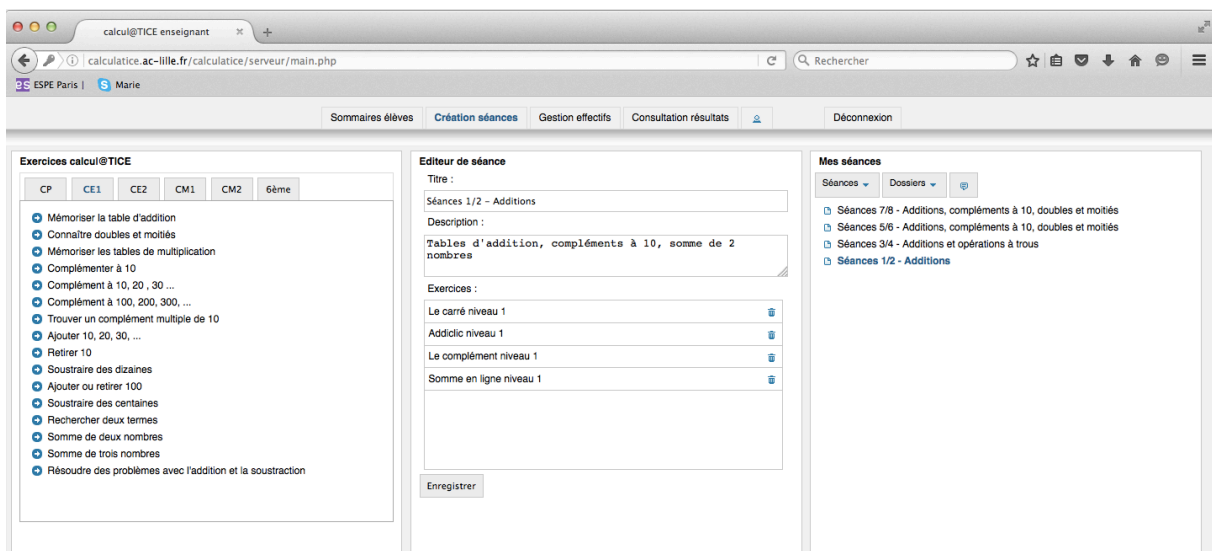 calcul@TICE enseignant
calculatice.ac-lille.fr/calculatice/serveur/main.php
Rechercher
es ESPE Paris |
S Marie
Sommaires élèves
Création séances
Gestion effectifs
Consultation résultats
Déconnexion
Exercices calcul@TICE
CP
CE1
CE2
CM1
CM2
6ème
Mémoriser la table d'addition
Connaître doubles et moitiés
Mémoriser les tables de multiplication
Complémenter à 10
Complément à 10, 20 , 30 ...
Complément à 100, 200, 300, ...
Trouver un complément multiple de 10
Ajouter 10, 20, 30, ...
Retirer 10
Soustraire des dizaines
Ajouter ou retirer 100
Soustraire des centaines
Rechercher deux termes
Somme de deux nombres
Somme de trois nombres
Résoudre des problèmes avec l'addition et la soustraction
Editeur de séance
Titre :
Séances 1/2 - Additions
Description :
Tables d'addition, compléments à 10, somme de 2
nombres
Exercices :
Le carré niveau 1
Addiclic niveau 1
Le complément niveau 1
Somme en ligne niveau 1
Enregistrer
Mes séances
Séances
Dossiers
Séances 7/8 - Additions, compléments à 10, doubles et moitiés
Séances 5/6 - Additions, compléments à 10, doubles et moitiés
Séances 3/4 - Additions et opérations à trous
Séances 1/2 - Additions